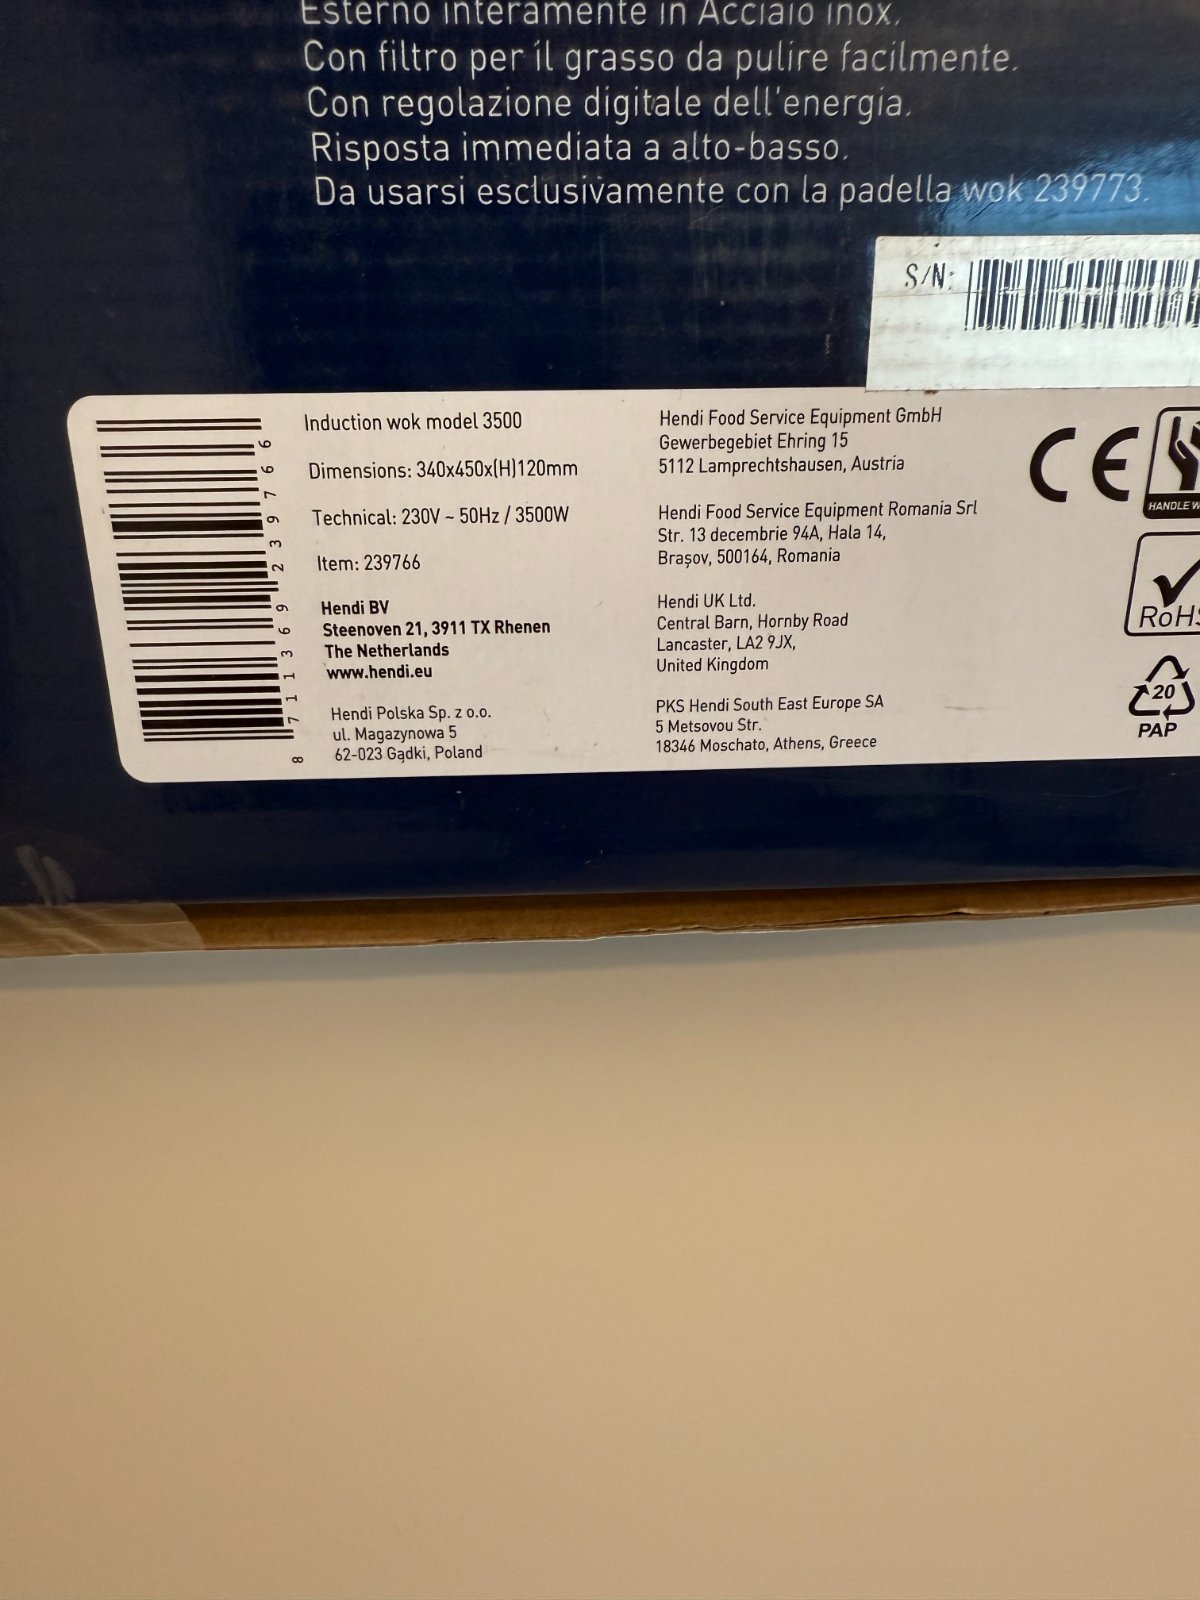 Esterno interamente in Acciaio inox.
Con filtro per il grasso da pulire facilmente.
Con regolazione digitale dell'energia.
Risposta immediata a alto-basso.
Da usarsi esclusivamente con la padella wok 239773.
S/N:
8 711369 239766
Induction wok model 3500
Dimensions: 340x450x(H)120mm
Technical: 230V ~ 50Hz / 3500W
Item: 239766
Hendi BV
Steenoven 21, 3911 TX Rhenen
The Netherlands
www.hendi.eu
Hendi Polska Sp. z o.o.
ul. Magazynowa 5
62-023 Gądki, Poland
Hendi Food Service Equipment GmbH
Gewerbegebiet Ehring 15
5112 Lamprechtshausen, Austria
Hendi Food Service Equipment Romania Srl
Str. 13 decembrie 94A, Hala 14,
Brașov, 500164, Romania
Hendi UK Ltd.
Central Barn, Hornby Road
Lancaster, LA2 9JX,
United Kingdom
PKS Hendi South East Europe SA
5 Metsovou Str.
18346 Moschato, Athens, Greece
CE
HANDLE
RoHS
20
PAP